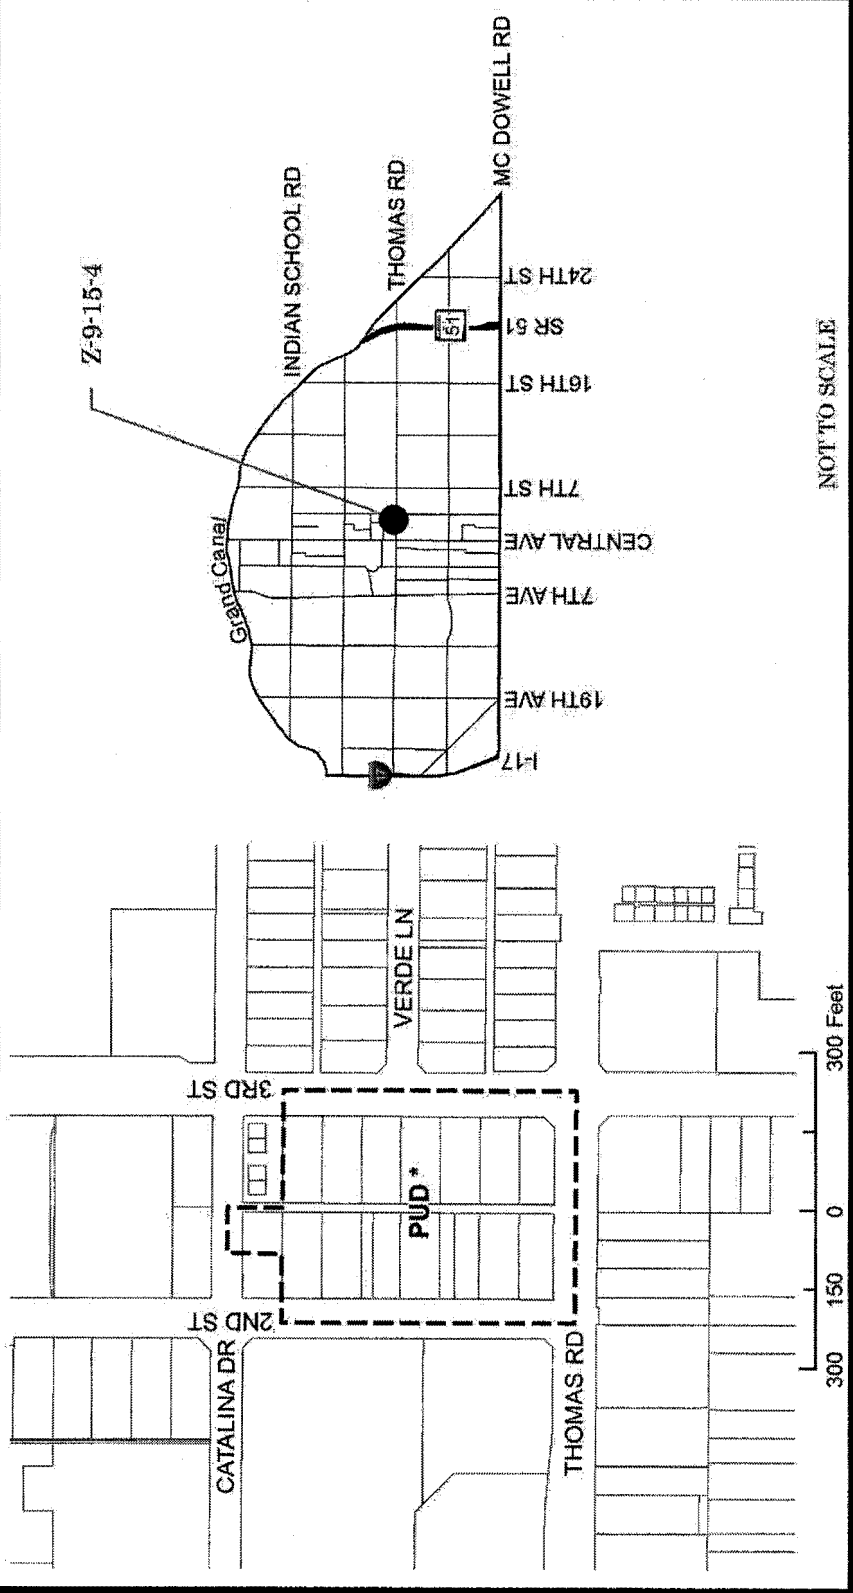 CATALINA DR
2ND ST
3RD ST
VERDE LN
PUD *
THOMAS RD
300 150 0 300 Feet
Z-9-15-4
Grand Canal
INDIAN SCHOOL RD
THOMAS RD
MC DOWELL RD
I-17
19TH AVE
7TH AVE
CENTRAL AVE
7TH ST
16TH ST
SR 51
24TH ST
51
NOT TO SCALE